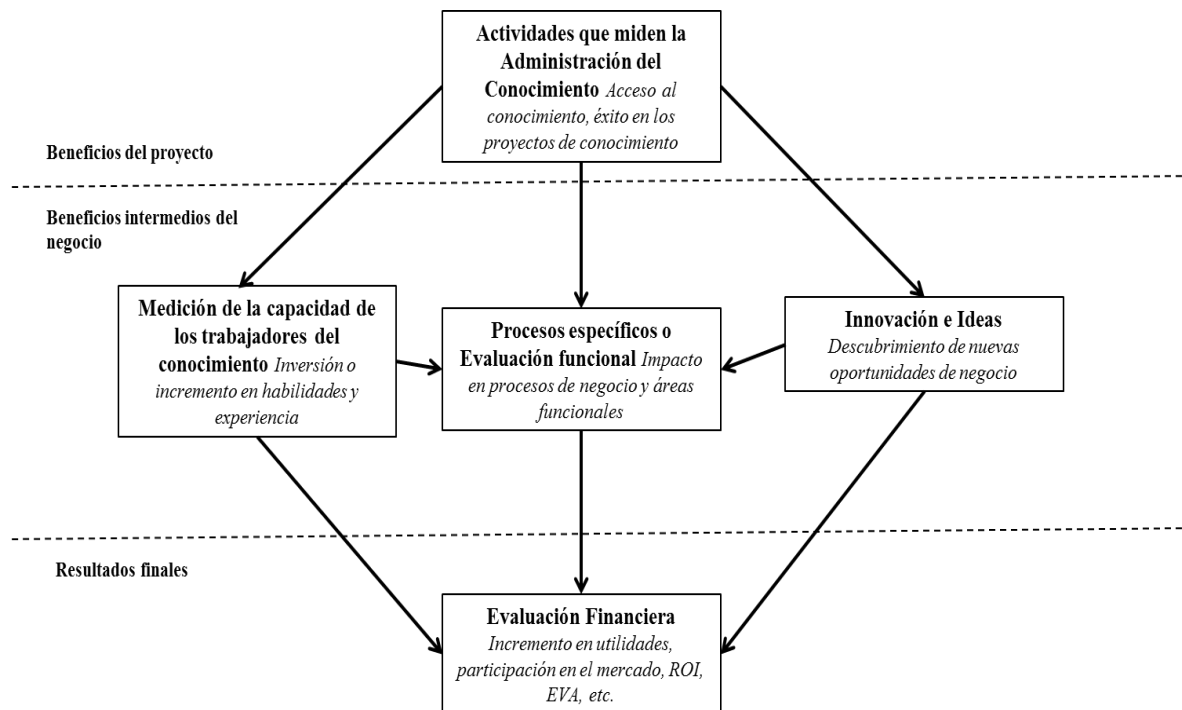 Actividades que miden la
Administración del
Conocimiento Acceso al
conocimiento, éxito en los
proyectos de conocimiento
Beneficios del proyecto
Beneficios intermedios del
negocio
Medición de la capacidad de
los trabajadores del
conocimiento Inversión o
incremento en habilidades y
experiencia
Procesos específicos o
Evaluación funcional Impacto
en procesos de negocio y áreas
funcionales
Innovación e Ideas
Descubrimiento de nuevas
oportunidades de negocio
Resultados finales
Evaluación Financiera
Incremento en utilidades,
participación en el mercado, ROI,
EVA, etc.